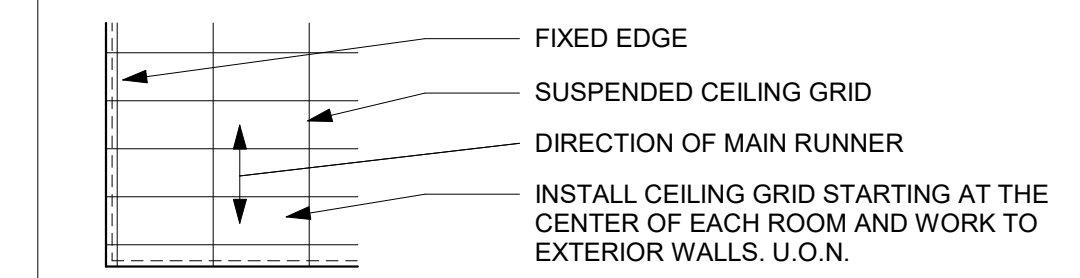 FIXED EDGE
SUSPENDED CEILING GRID
DIRECTION OF MAIN RUNNER
INSTALL CEILING GRID STARTING AT THE
CENTER OF EACH ROOM AND WORK TO
EXTERIOR WALLS. U.O.N.